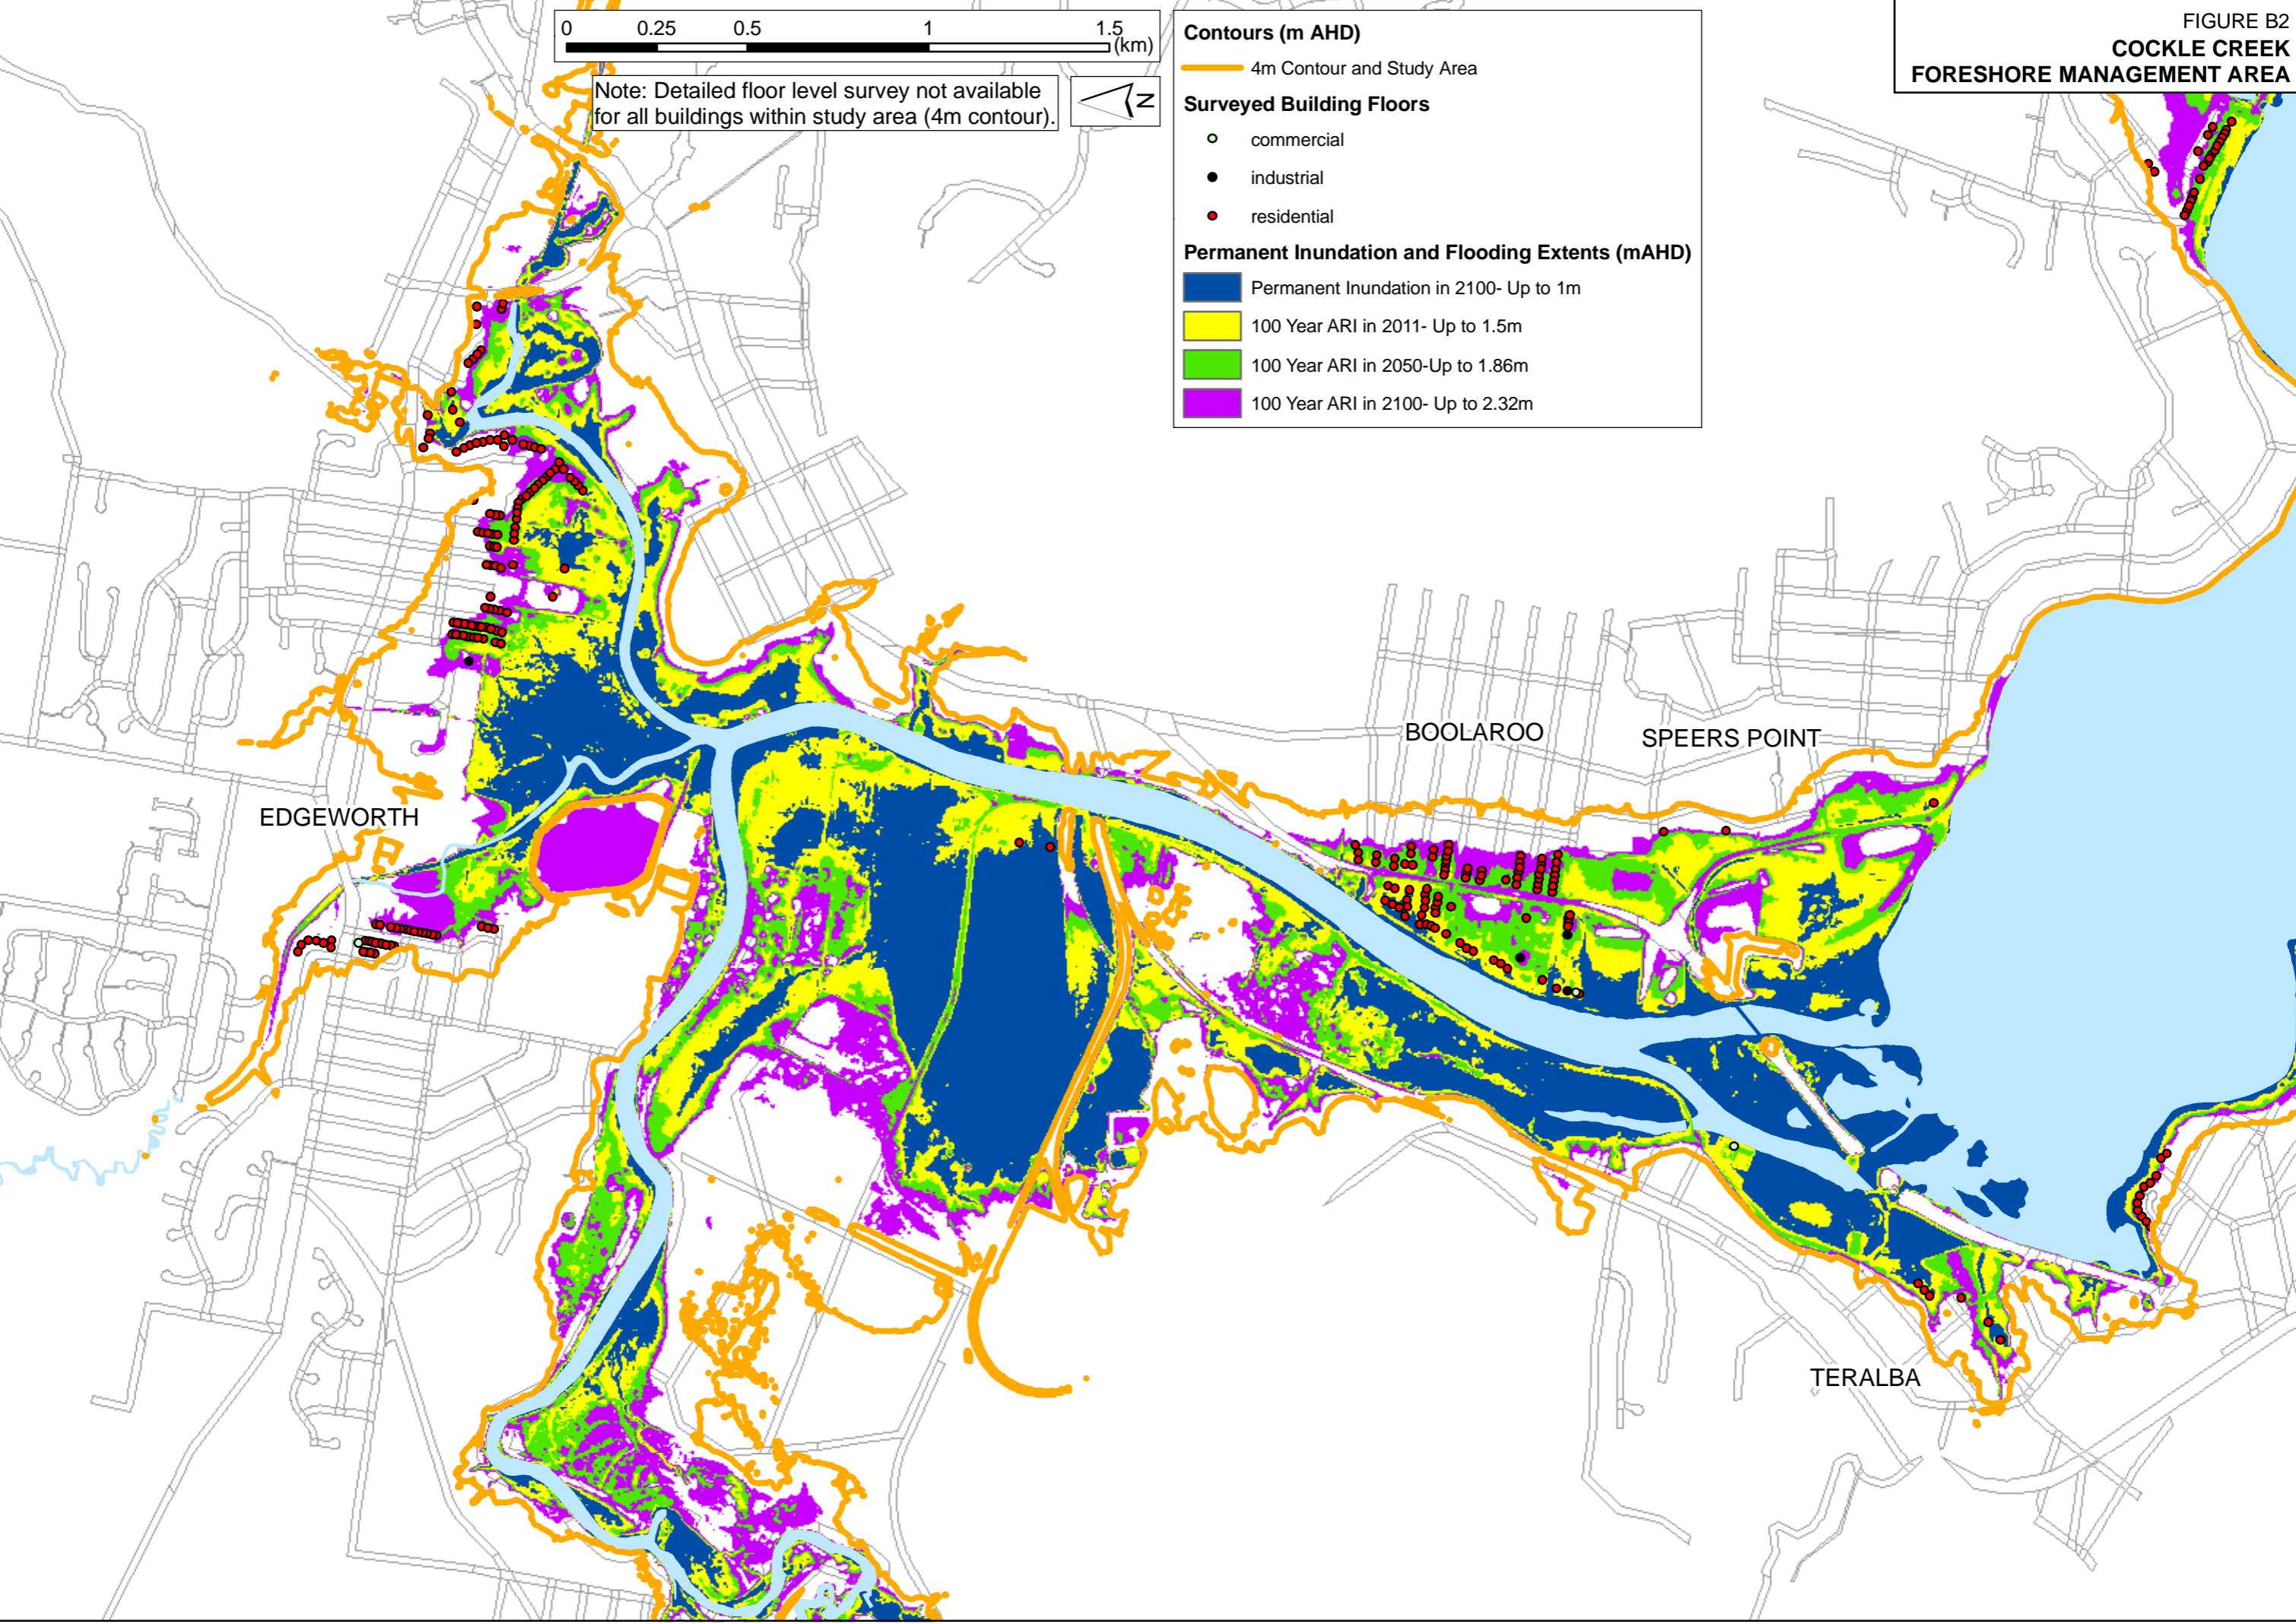 0 0.25 0.5 1 1.5
(km)
Note: Detailed floor level survey not available
for all buildings within study area (4m contour).
N
Contours (m AHD)
4m Contour and Study Area
Surveyed Building Floors
commercial
industrial
residential
Permanent Inundation and Flooding Extents (mAHD)
Permanent Inundation in 2100- Up to 1m
100 Year ARI in 2011- Up to 1.5m
100 Year ARI in 2050-Up to 1.86m
100 Year ARI in 2100- Up to 2.32m
FIGURE B2
COCKLE CREEK
FORESHORE MANAGEMENT AREA
BOOLAROO
SPEERS POINT
EDGEWORTH
TERALBA